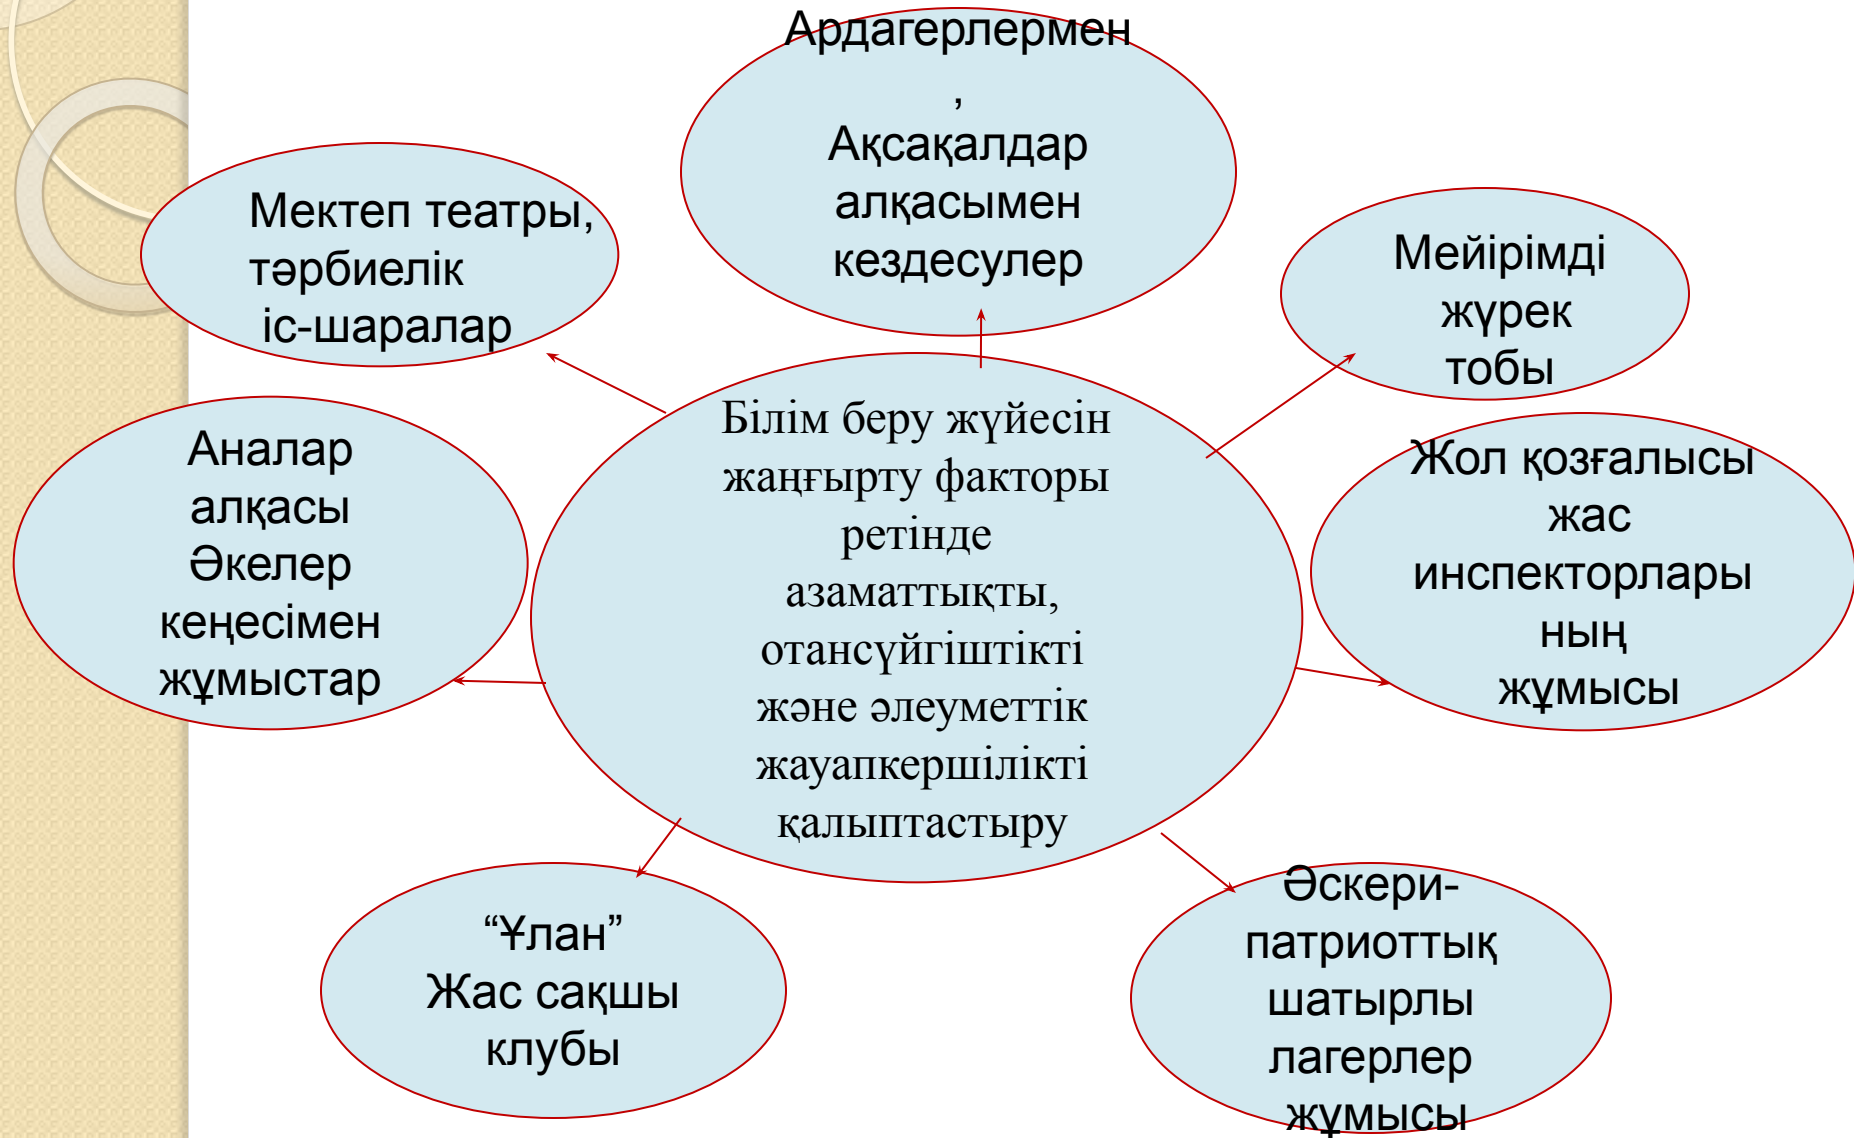 Ардагерлермен
,
Ақсақалдар
алқасымен
кездесулер
Мектеп театры,
тәрбиелік
іс-шаралар
Мейірімді
жүрек
тобы
Аналар
алқасы
Әкелер
кеңесімен
жұмыстар
Білім беру жүйесін
жаңғырту факторы
ретінде
азаматтықты,
отансүйгіштікті
және әлеуметтік
жауапкершілікті
қалыптастыру
Жол қозғалысы
жас
инспекторлары
ның
жұмысы
“Ұлан”
Жас сақшы
клубы
Әскери-
патриоттық
шатырлы
лагерлер
жұмысы